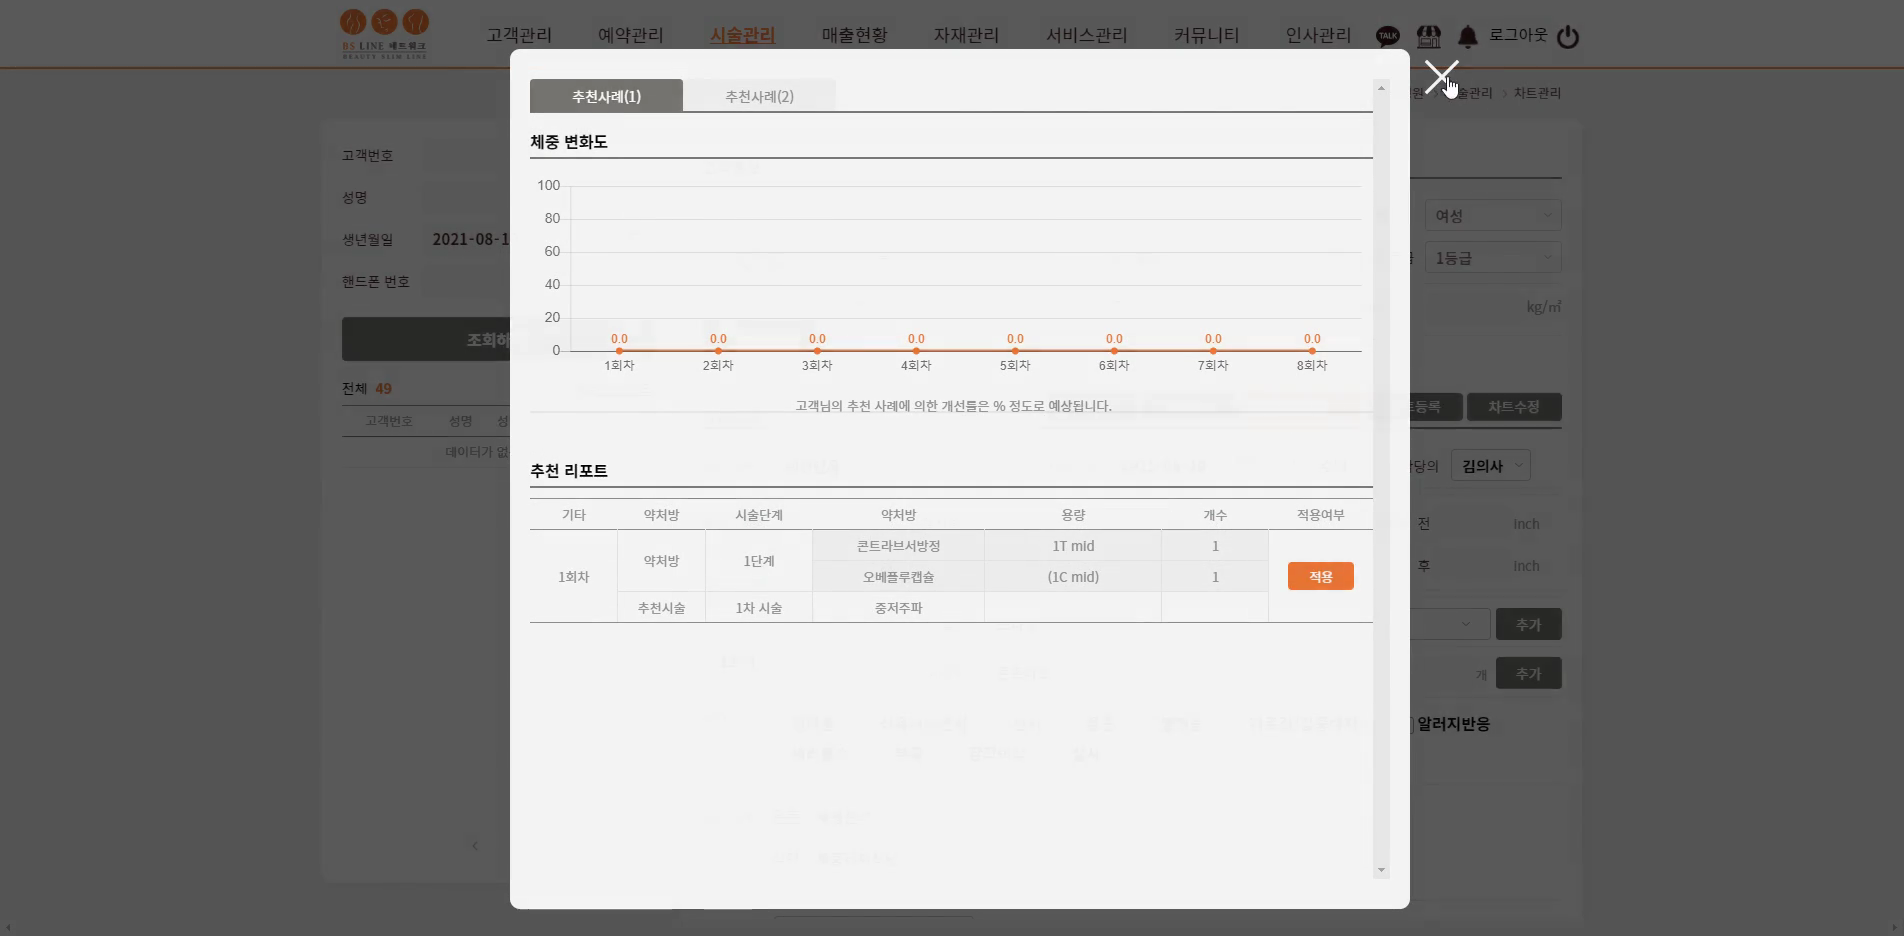 BS LINE 네트워크
BEAUTY SLIM LINE
고객관리 예약관리 시술관리 매출현황 자재관리 서비스관리 커뮤니티 인사관리 TALK 로그아웃
추천사례(1) 추천사례(2)
차트관리
체중 변화도
고객번호
성명
생년월일 2021-08-1
핸드폰 번호
여성
1등급
kg/㎡
100
80
60
40
20
0
0.0 0.0 0.0 0.0 0.0 0.0 0.0 0.0
1회차 2회차 3회차 4회차 5회차 6회차 7회차 8회차
조회하
전체 49
고객번호 성명
데이터가 없
고객님의 추천 사례에 의한 개선률은 % 정도로 예상됩니다.
등록 차트수정
추천 리포트
당의 김의사
기타 약처방 시술단계 약처방 용량 개수 적용여부
1회차 약처방 1단계 콘트라브서방정 1T mid 1 적용
오베플루캡슐 (1C mid) 1
추천시술 1차 시술 중저주파
전 inch
후 inch
추가
개 추가
알러지반응